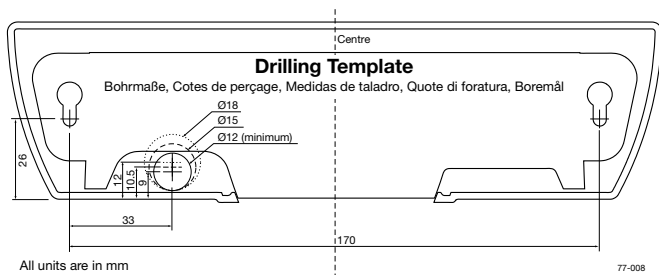 Centre
Drilling Template
Bohrmaße, Cotes de perçage, Medidas de taladro, Quote di foratura, Boremål
Ø18
Ø15
Ø12 (minimum)
26
12
10.5
9
33
170
All units are in mm
77-008